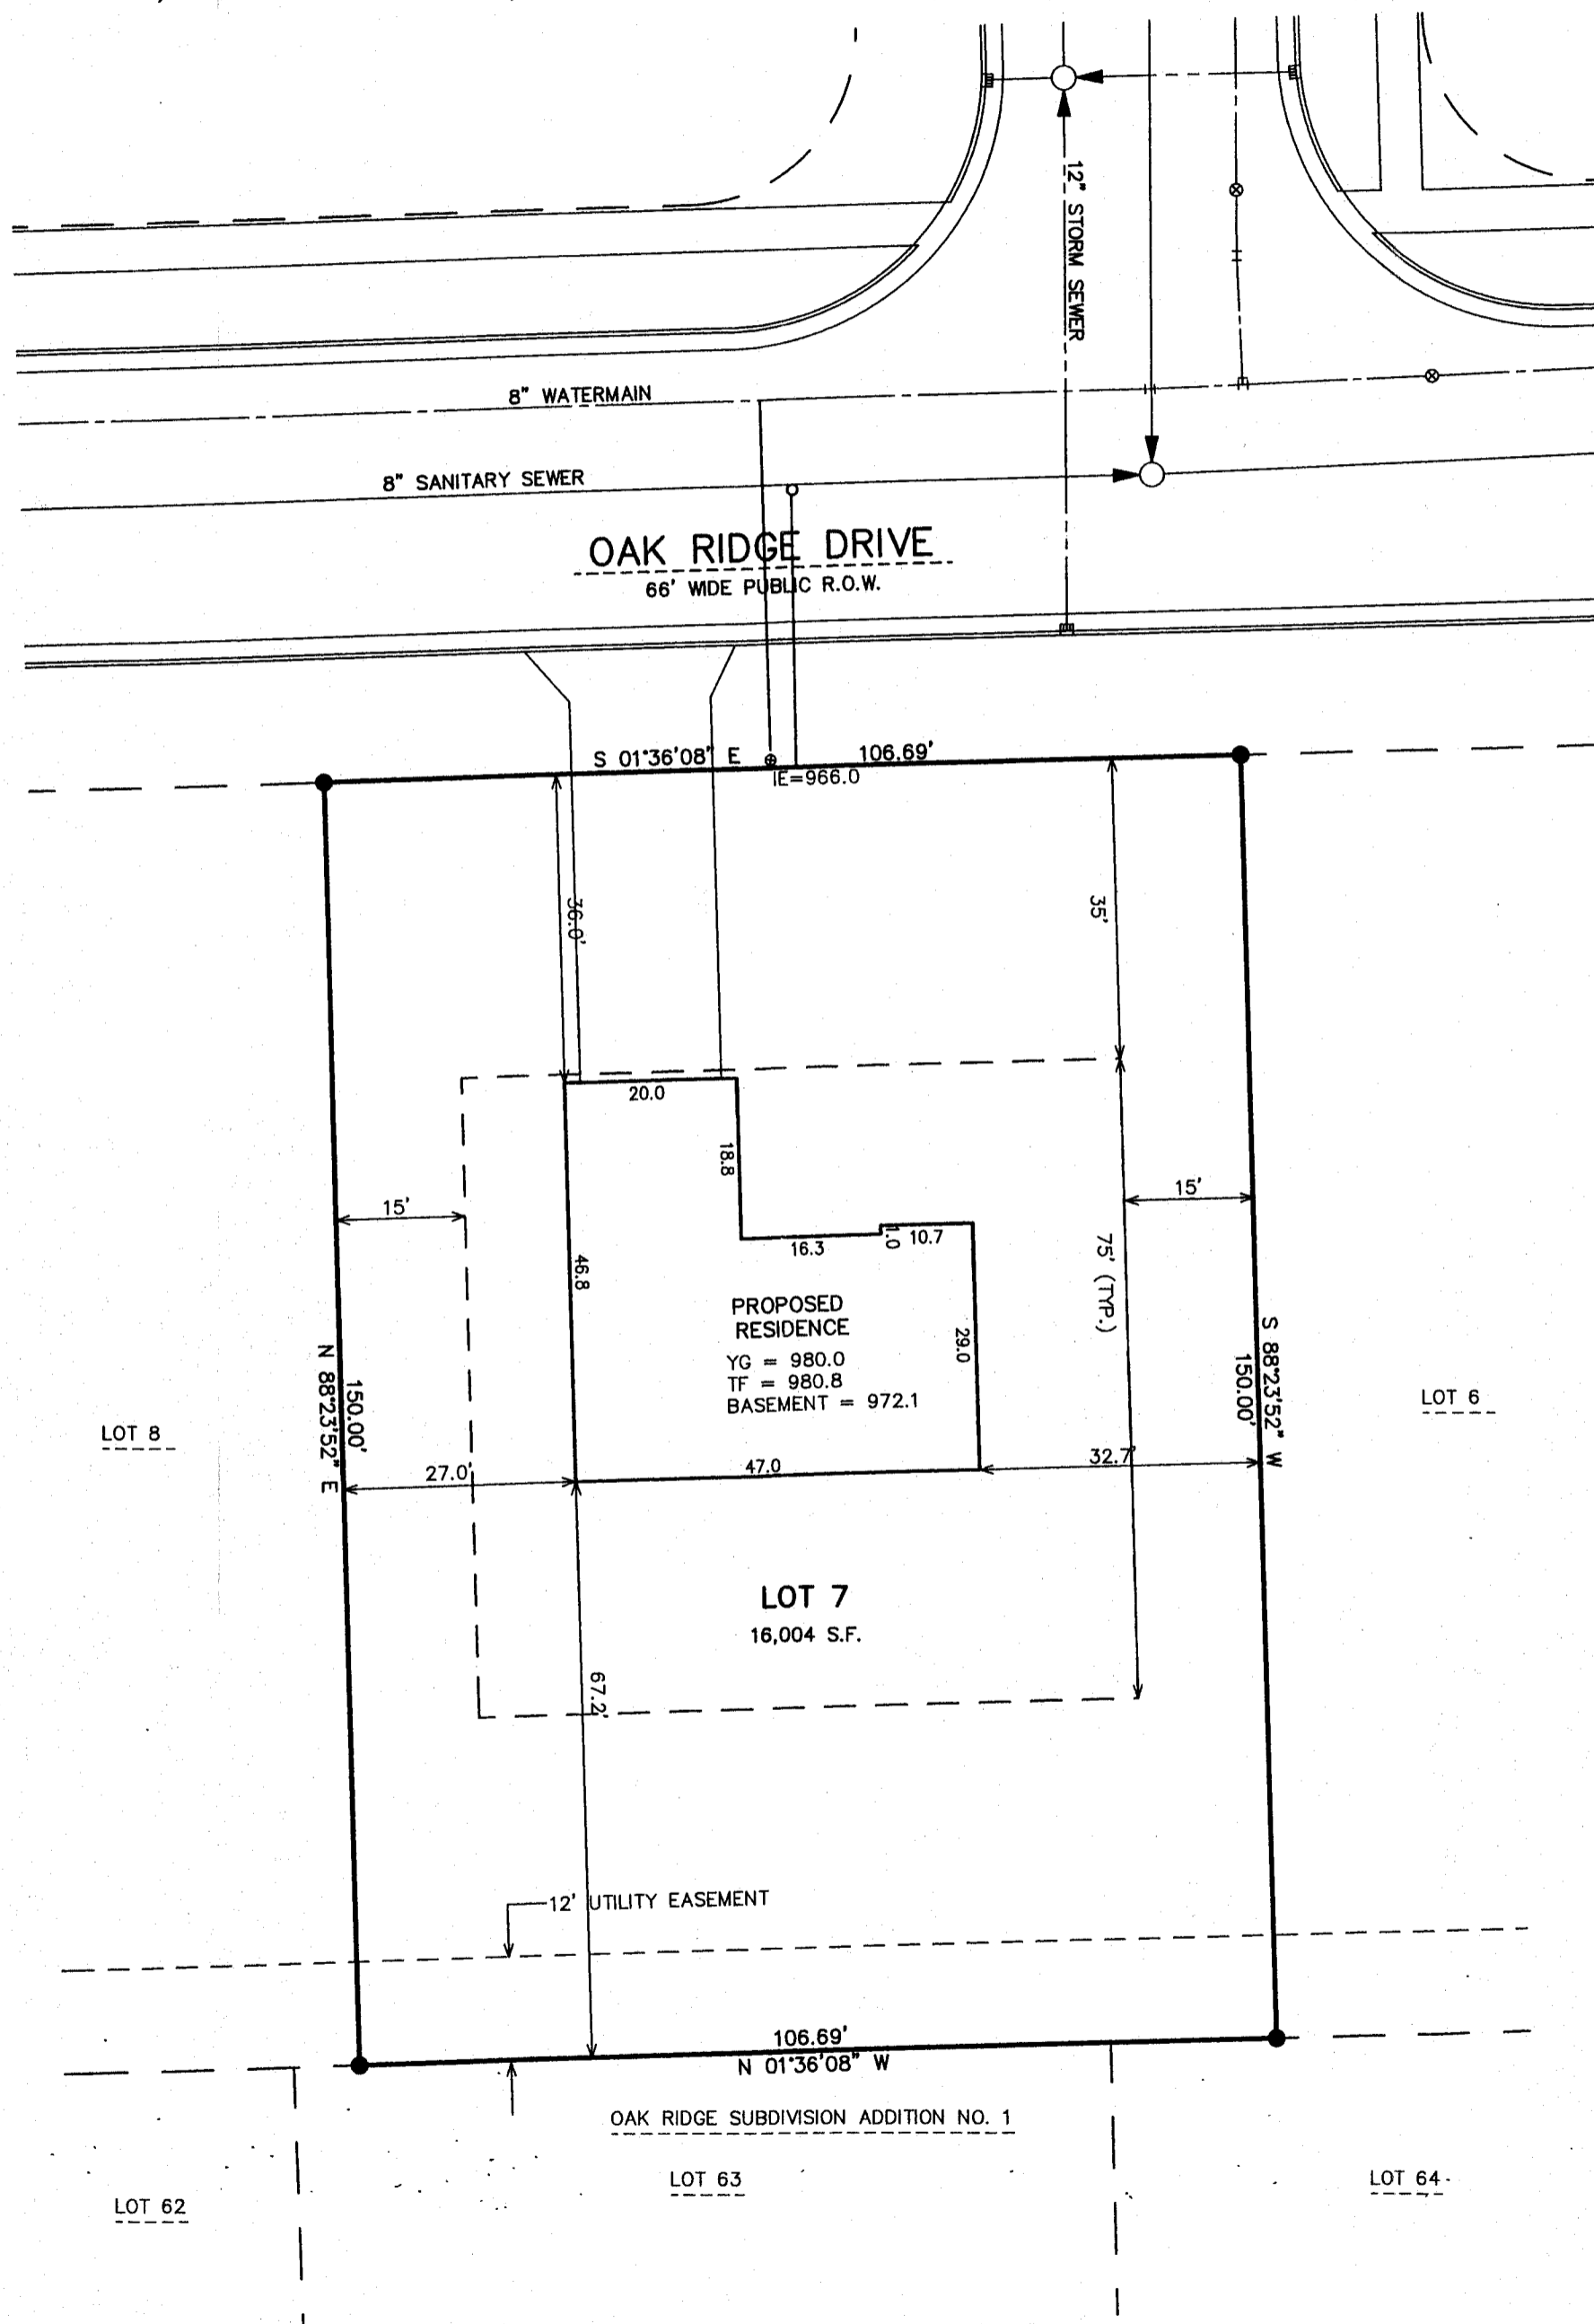 12" STORM SEWER
8" WATERMAIN
8" SANITARY SEWER
OAK RIDGE DRIVE
66' WIDE PUBLIC R.O.W.
S 01°36'08" E
106.69'
IE=966.0
36.0'
35'
20.0
18.8
15'
15'
16.3
1.0
10.7
46.8
75' (TYP.)
PROPOSED
RESIDENCE
YG = 980.0
TF = 980.8
BASEMENT = 972.1
29.0
N 88°23'52" E
150.00'
S 88°23'52" W
150.00'
LOT 8
LOT 6
27.0'
47.0
32.7'
LOT 7
16,004 S.F.
67.2'
12' UTILITY EASEMENT
106.69'
N 01°36'08" W
OAK RIDGE SUBDIVISION ADDITION NO. 1
LOT 62
LOT 63
LOT 64